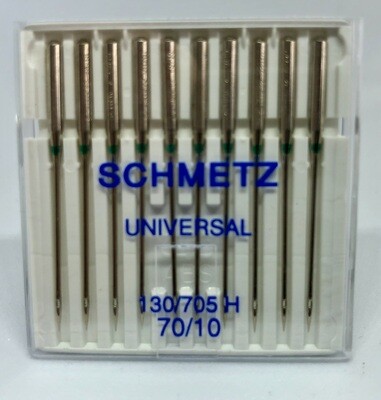 SCHMETZ
UNIVERSAL
130/705 H
70/10